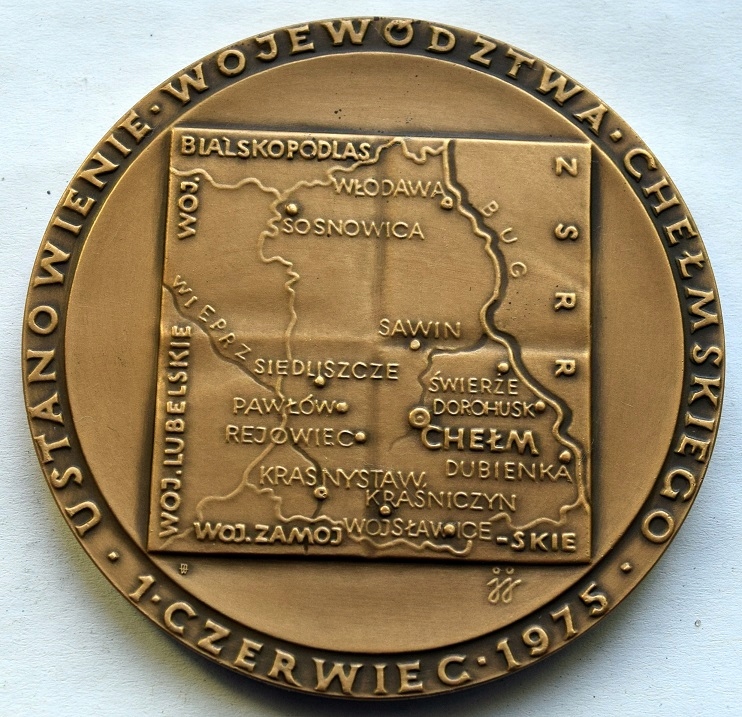 USTANOWIENIE·WOJEWÓDZTWA·CHEŁMSKIEGO·
1·CZERWIEC·1975·
BIALSKOPODLAS
WOJ.
ZSRR
WŁODAWA
BUG
SOSNOWICA
WIEPRZ
SAWIN
WOJ. LUBELSKIE
SIEDLISZCZE
ŚWIERŻE
PAWŁÓW
DOROHUSK
REJOWIEC
CHEŁM
DUBIENKA
KRASNYSTAW
KRAŚNICZYN
WOJ. ZAMOJ
WOJSŁAWICE
-SKIE
jj